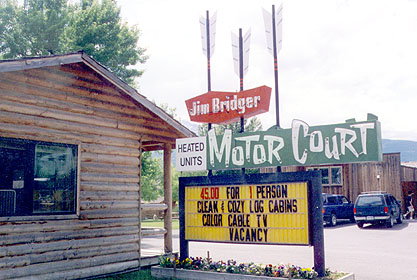 Jim Bridger
HEATED
UNITS
MOTOR COURT
45.00 FOR 1 PERSON
CLEAN & COZY LOG CABINS
COLOR CABLE TV
VACANCY